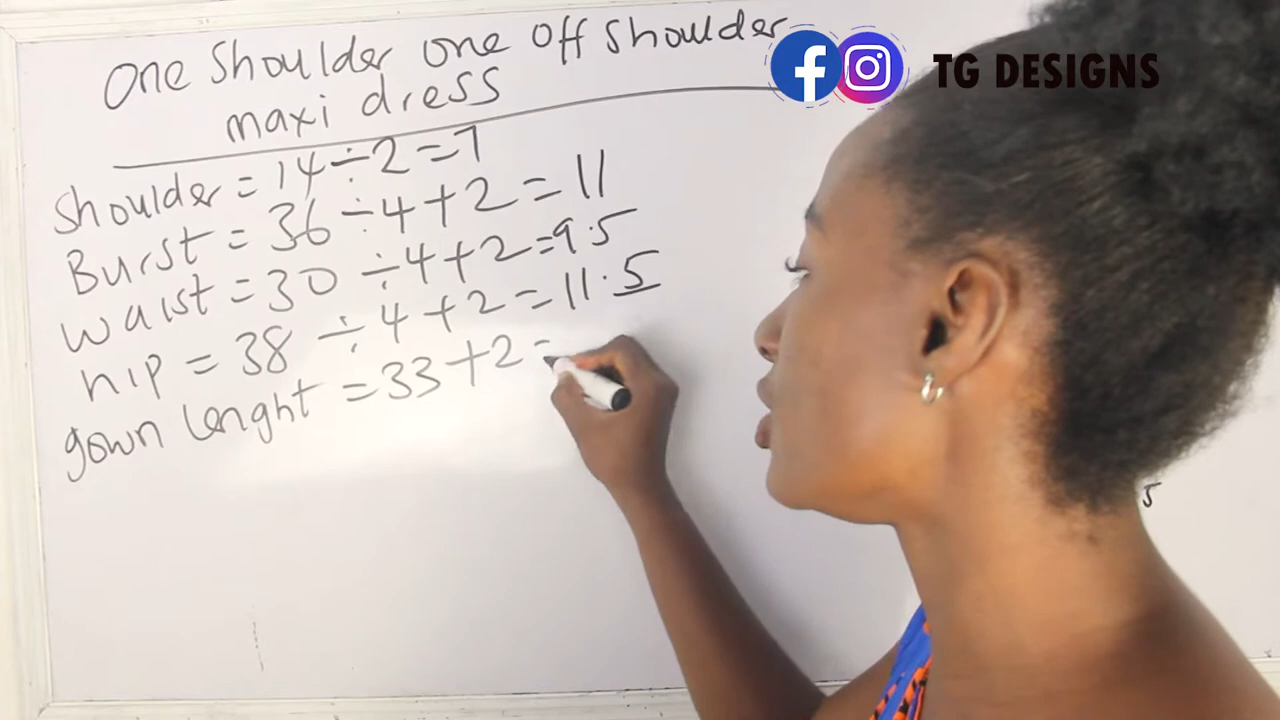 One Shoulder one off shoulder
maxi dress
TG DESIGNS
Shoulder = 14 ÷ 2 = 7
Burst = 36 ÷ 4 + 2 = 11
waist = 30 ÷ 4 + 2 = 9.5
hip = 38 ÷ 4 + 2 = 11.5
gown lenght = 33 + 2 =
5